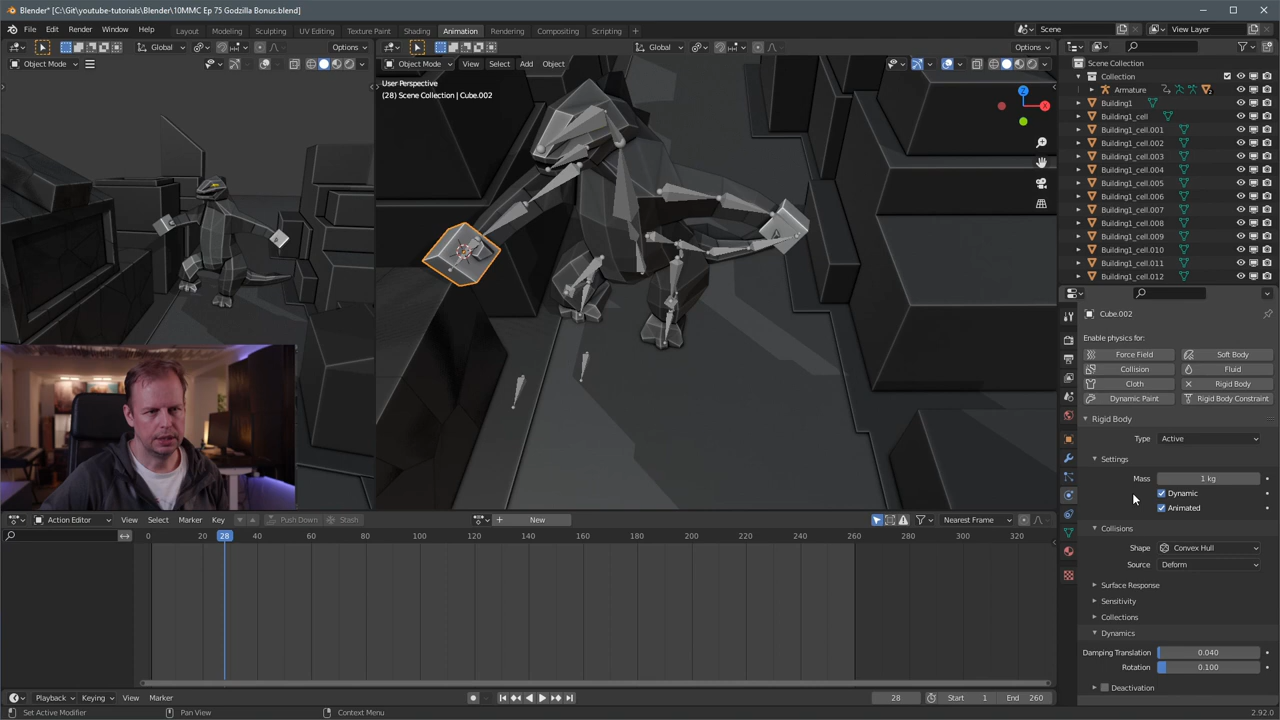 Blender* [C:\Git\youtube-tutorials\Blender\10MMC Ep 75 Godzilla Bonus.blend]
File Edit Render Window Help Layout Modeling Sculpting UV Editing Texture Paint Shading Animation Rendering Compositing Scripting + Scene View Layer
Global Options Global Options
Object Mode Object Mode View Select Add Object
User Perspective
(28) Scene Collection | Cube.002
Z
X
Scene Collection
Collection
Armature
Building1
Building1_cell
Building1_cell.001
Building1_cell.002
Building1_cell.003
Building1_cell.004
Building1_cell.005
Building1_cell.006
Building1_cell.007
Building1_cell.008
Building1_cell.009
Building1_cell.010
Building1_cell.011
Building1_cell.012
Cube.002
Enable physics for:
Force Field Soft Body
Collision Fluid
Cloth Rigid Body
Dynamic Paint Rigid Body Constraint
Rigid Body
Type Active
Settings
Mass 1 kg
Dynamic
Animated
Collisions
Shape Convex Hull
Source Deform
Surface Response
Sensitivity
Collections
Dynamics
Damping Translation 0.040
Rotation 0.100
Deactivation
Action Editor View Select Marker Key Push Down Stash + New Nearest Frame
0 20 28 40 60 80 100 120 140 160 180 200 220 240 260 280 300 320
Playback Keying View Marker 28 Start 1 End 260
Set Active Modifier Pan View Context Menu 2.92.0